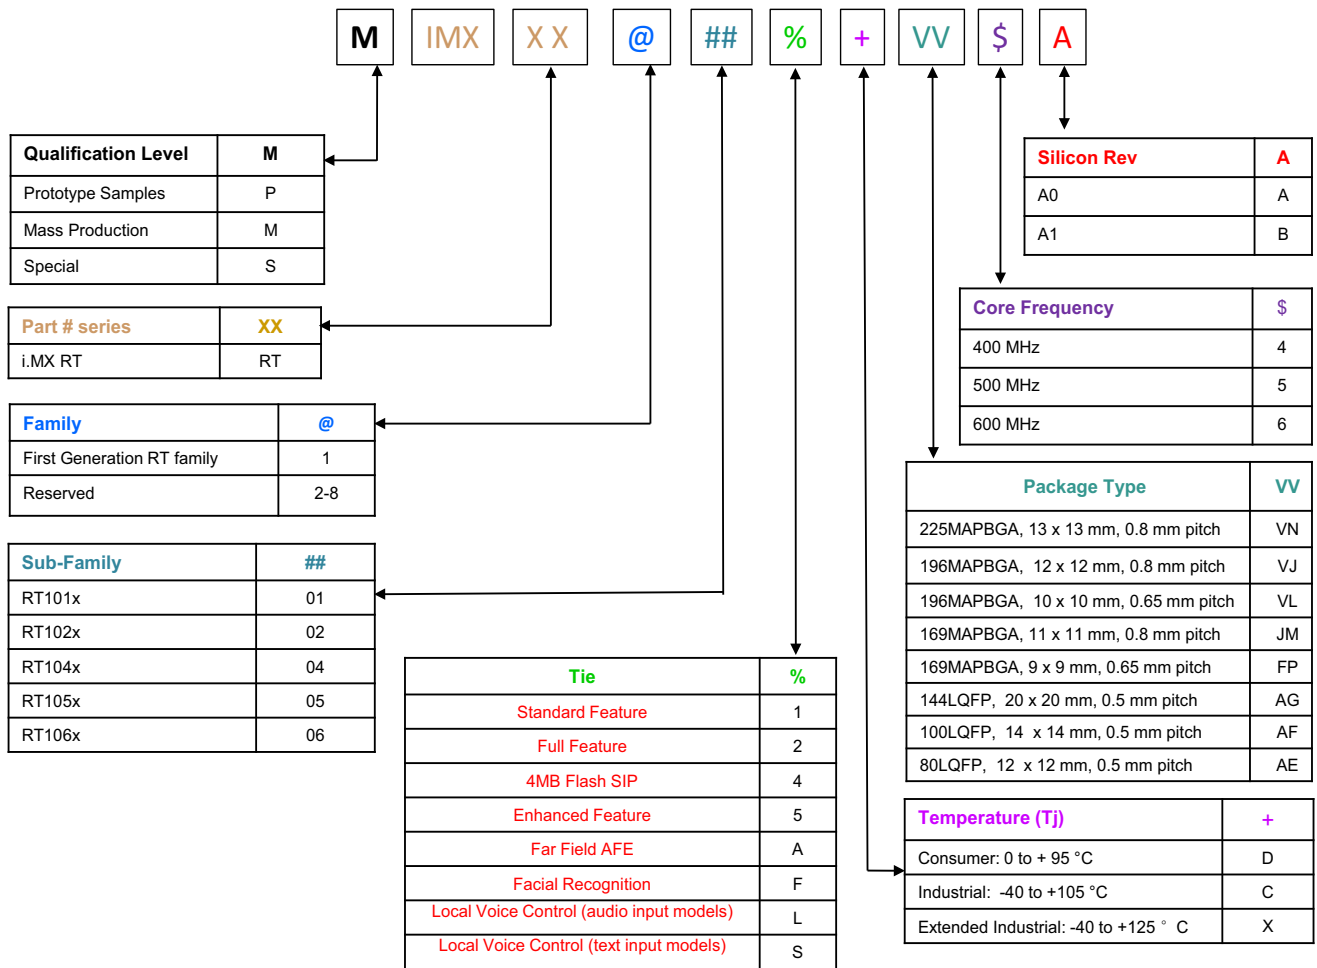 M IMX X X @ ## % + VV $ A
Qualification Level M
Prototype Samples P
Mass Production M
Special S
Part # series XX
i.MX RT RT
Family @
First Generation RT family 1
Reserved 2-8
Sub-Family ##
RT101x 01
RT102x 02
RT104x 04
RT105x 05
RT106x 06
Tie %
Standard Feature 1
Full Feature 2
4MB Flash SIP 4
Enhanced Feature 5
Far Field AFE A
Facial Recognition F
Local Voice Control (audio input models) L
Local Voice Control (text input models) S
Silicon Rev A
A0 A
A1 B
Core Frequency $
400 MHz 4
500 MHz 5
600 MHz 6
Package Type VV
225MAPBGA, 13 x 13 mm, 0.8 mm pitch VN
196MAPBGA, 12 x 12 mm, 0.8 mm pitch VJ
196MAPBGA, 10 x 10 mm, 0.65 mm pitch VL
169MAPBGA, 11 x 11 mm, 0.8 mm pitch JM
169MAPBGA, 9 x 9 mm, 0.65 mm pitch FP
144LQFP, 20 x 20 mm, 0.5 mm pitch AG
100LQFP, 14 x 14 mm, 0.5 mm pitch AF
80LQFP, 12 x 12 mm, 0.5 mm pitch AE
Temperature (Tj) +
Consumer: 0 to + 95 °C D
Industrial: -40 to +105 °C C
Extended Industrial: -40 to +125 ° C X